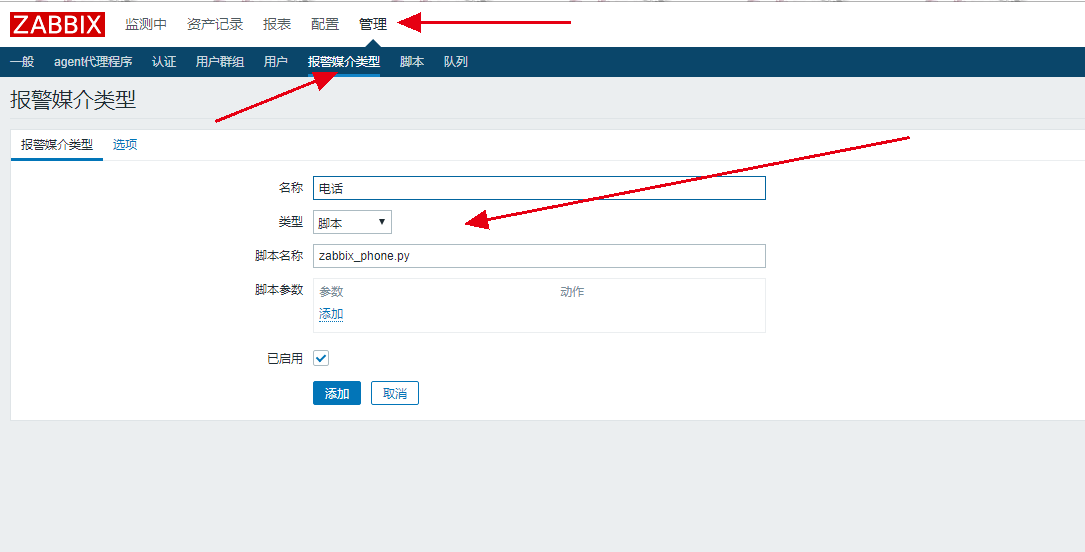 ZABBIX 监测中 资产记录 报表 配置 管理
一般 agent代理程序 认证 用户群组 用户 报警媒介类型 脚本 队列
报警媒介类型
报警媒介类型 选项
名称 电话
类型 脚本
脚本名称 zabbix_phone.py
脚本参数 参数 动作
添加
已启用
添加 取消